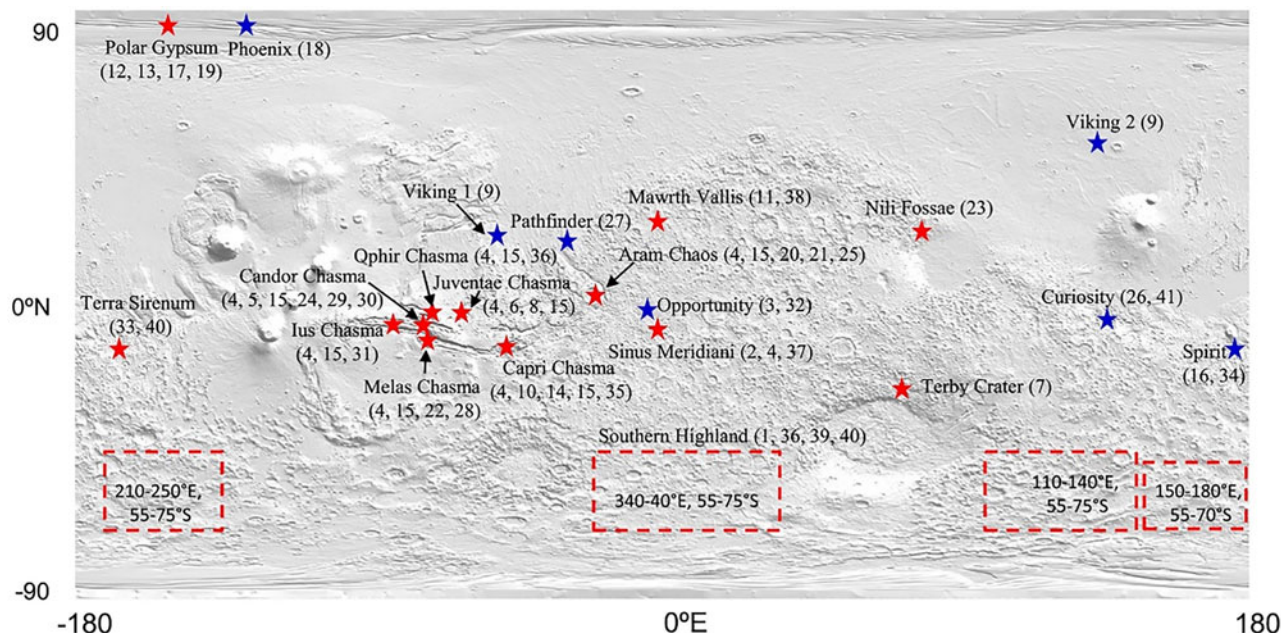 90
Polar Gypsum
(12, 13, 17, 19)
Phoenix (18)
Viking 2 (9)
Viking 1 (9)
Pathfinder (27)
Mawrth Vallis (11, 38)
Nili Fossae (23)
Ophir Chasma (4, 15, 36)
Aram Chaos (4, 15, 20, 21, 25)
Candor Chasma
(4, 5, 15, 24, 29, 30)
Juventae Chasma
(4, 6, 8, 15)
0ºN
Terra Sirenum
(33, 40)
Opportunity (3, 32)
Curiosity (26, 41)
Ius Chasma
(4, 15, 31)
Sinus Meridiani (2, 4, 37)
Spirit
(16, 34)
Melas Chasma
(4, 15, 22, 28)
Capri Chasma
(4, 10, 14, 15, 35)
Terby Crater (7)
Southern Highland (1, 36, 39, 40)
210-250°E,
55-75°S
340-40°E, 55-75°S
110-140°E,
55-75°S
150-180°E,
55-70°S
-90
-180
0ºE
180